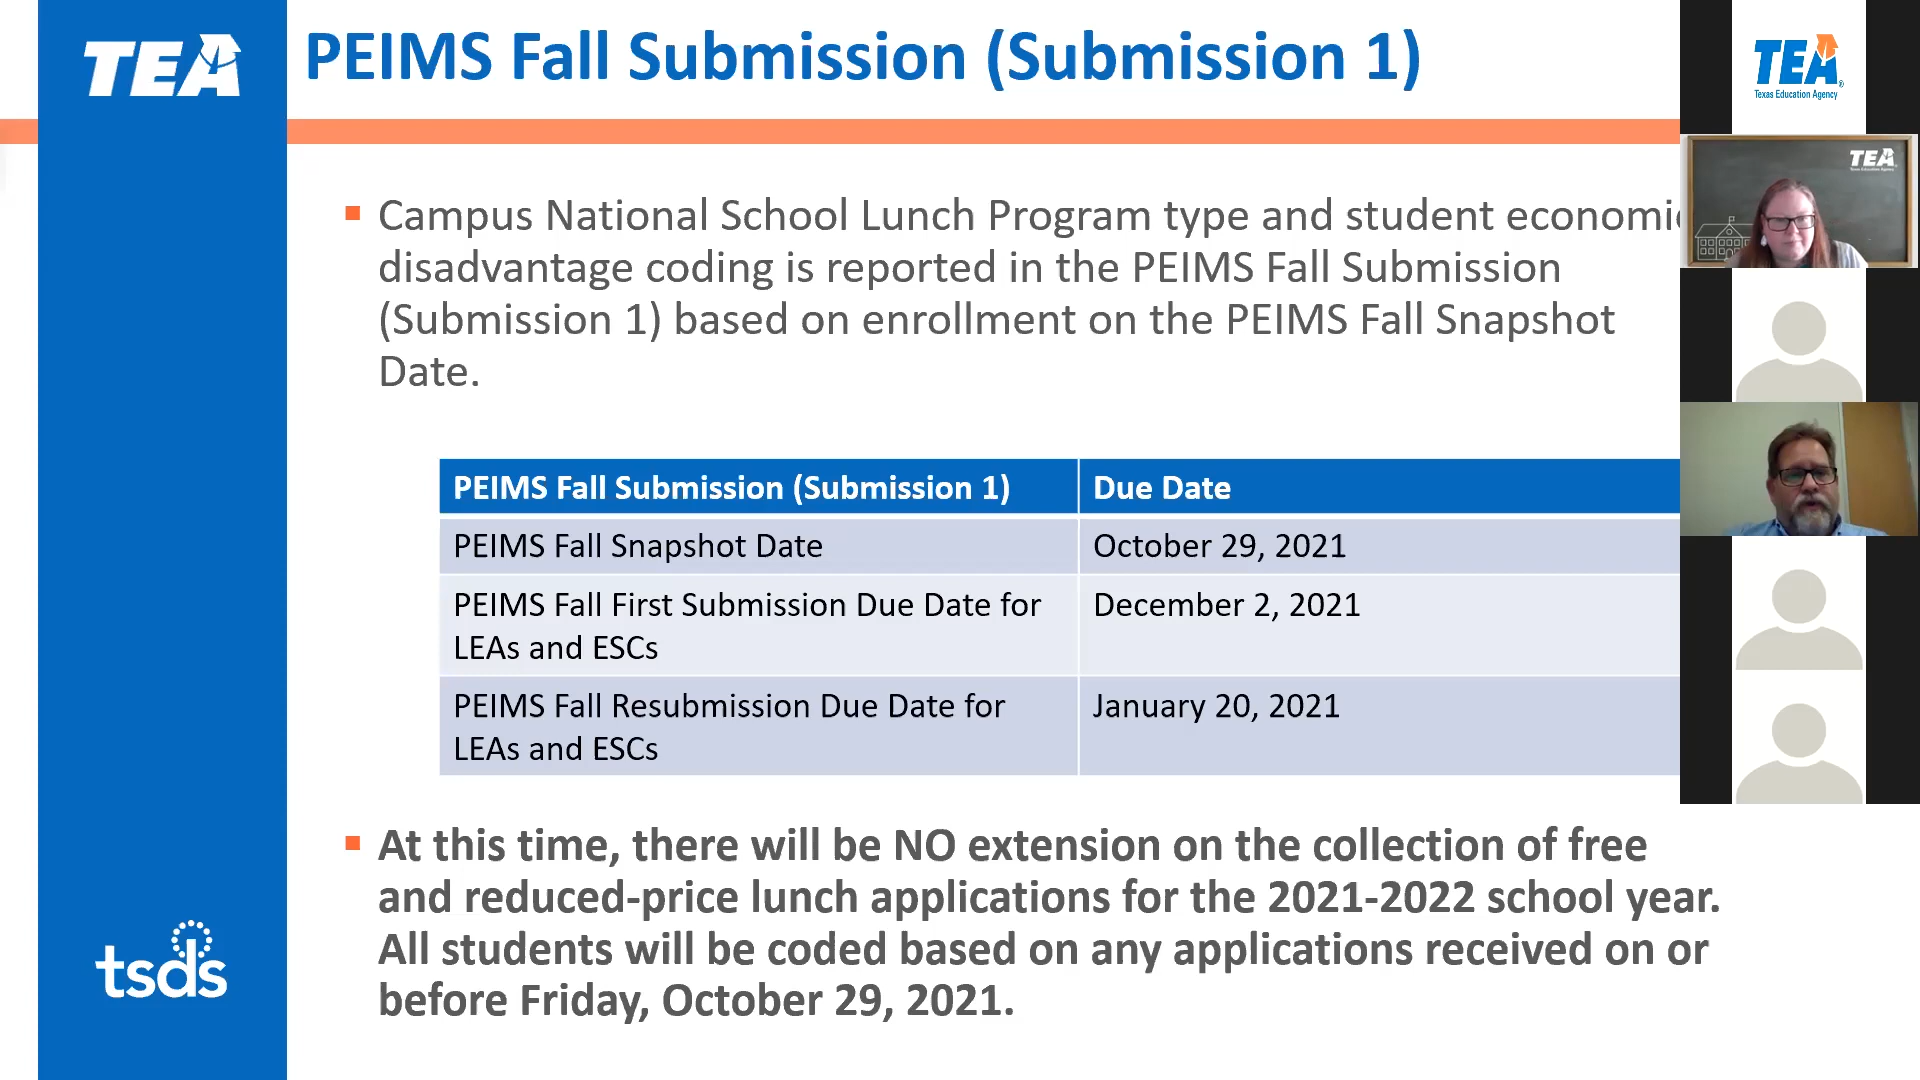 TEA
PEIMS Fall Submission (Submission 1)
TEA
Texas Education Agency
TEA
Texas Education Agency
Campus National School Lunch Program type and student economic
disadvantage coding is reported in the PEIMS Fall Submission
(Submission 1) based on enrollment on the PEIMS Fall Snapshot
Date.
PEIMS Fall Submission (Submission 1)
Due Date
PEIMS Fall Snapshot Date
October 29, 2021
PEIMS Fall First Submission Due Date for
LEAs and ESCs
December 2, 2021
PEIMS Fall Resubmission Due Date for
LEAs and ESCs
January 20, 2021
At this time, there will be NO extension on the collection of free
and reduced-price lunch applications for the 2021-2022 school year.
All students will be coded based on any applications received on or
before Friday, October 29, 2021.
tsds